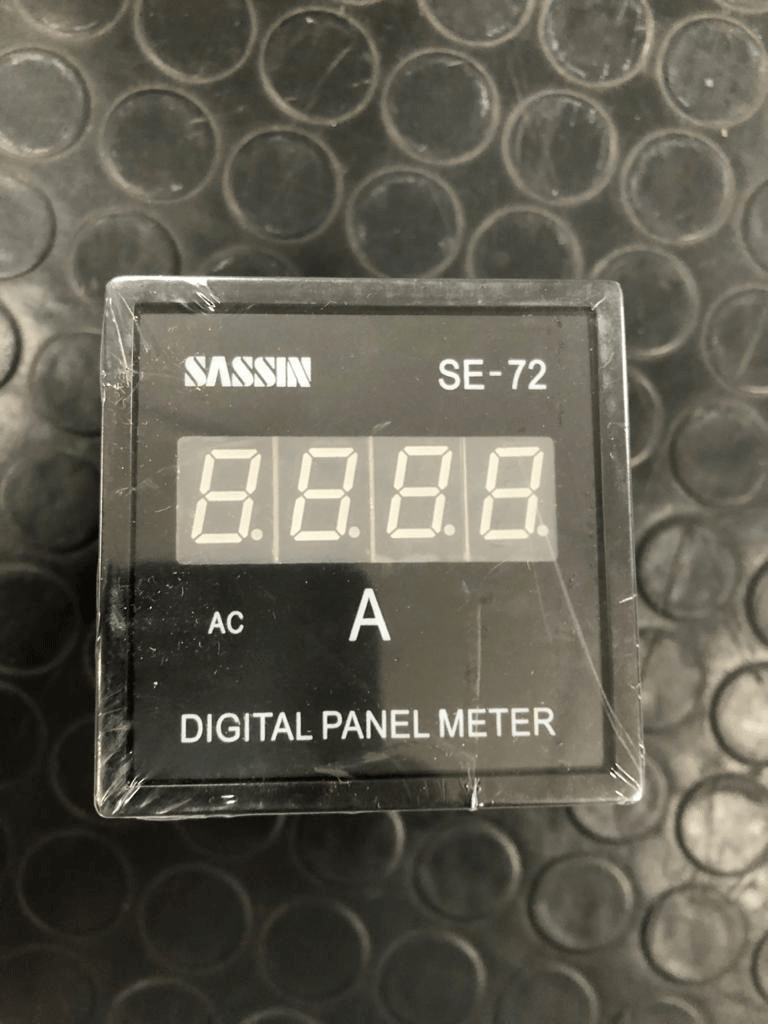 SASSIN SE-72
AC A
DIGITAL PANEL METER